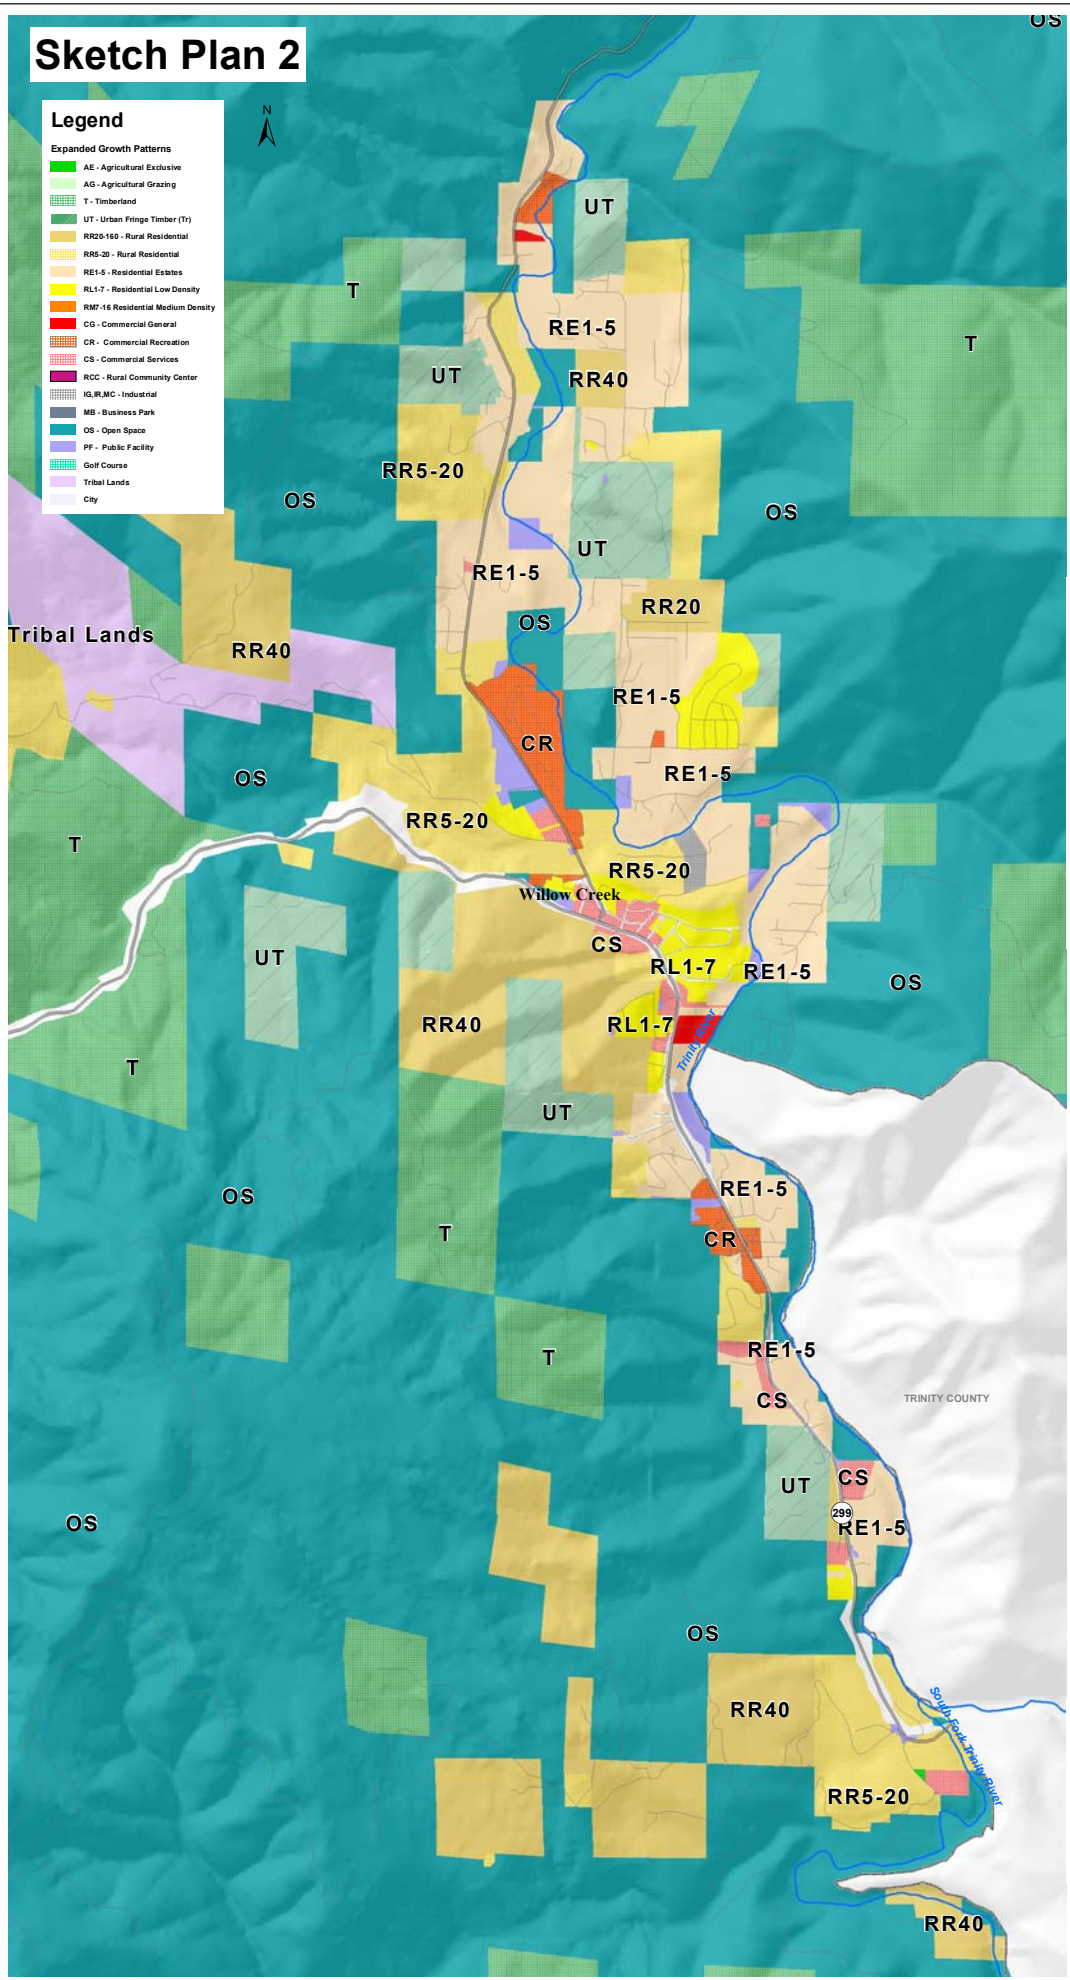 OS
Sketch Plan 2
N
Legend
Expanded Growth Patterns
AE - Agricultural Exclusive
AG - Agricultural Grazing
T - Timberland
UT - Urban Fringe Timber (Tr)
RR20-160 - Rural Residential
RR5-20 - Rural Residential
RE1-5 - Residential Estates
RL1-7 - Residential Low Density
RM7-16 Residential Medium Density
CG - Commercial General
CR - Commercial Recreation
CS - Commercial Services
RCC - Rural Community Center
IG,IR,MC - Industrial
MB - Business Park
OS - Open Space
PF - Public Facility
Golf Course
Tribal Lands
City
UT
T
RE1-5
T
UT
RR40
RR5-20
OS
OS
UT
RE1-5
RR20
OS
Tribal Lands
RR40
RE1-5
CR
RE1-5
OS
RR5-20
T
RR5-20
Willow Creek
CS
UT
RL1-7
RE1-5
OS
RR40
RL1-7
Trinity River
T
UT
RE1-5
OS
T
CR
RE1-5
T
CS
TRINITY COUNTY
CS
UT
299
RE1-5
OS
OS
RR40
South Fork Trinity River
RR5-20
RR40